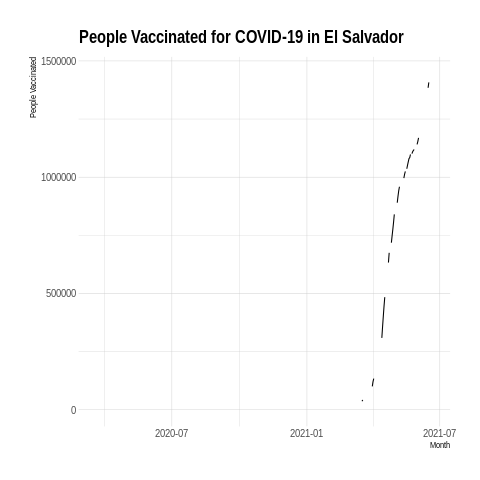 People Vaccinated for COVID-19 in El Salvador
People Vaccinated
1500000
1000000
500000
0
2020-07
2021-01
2021-07
Month